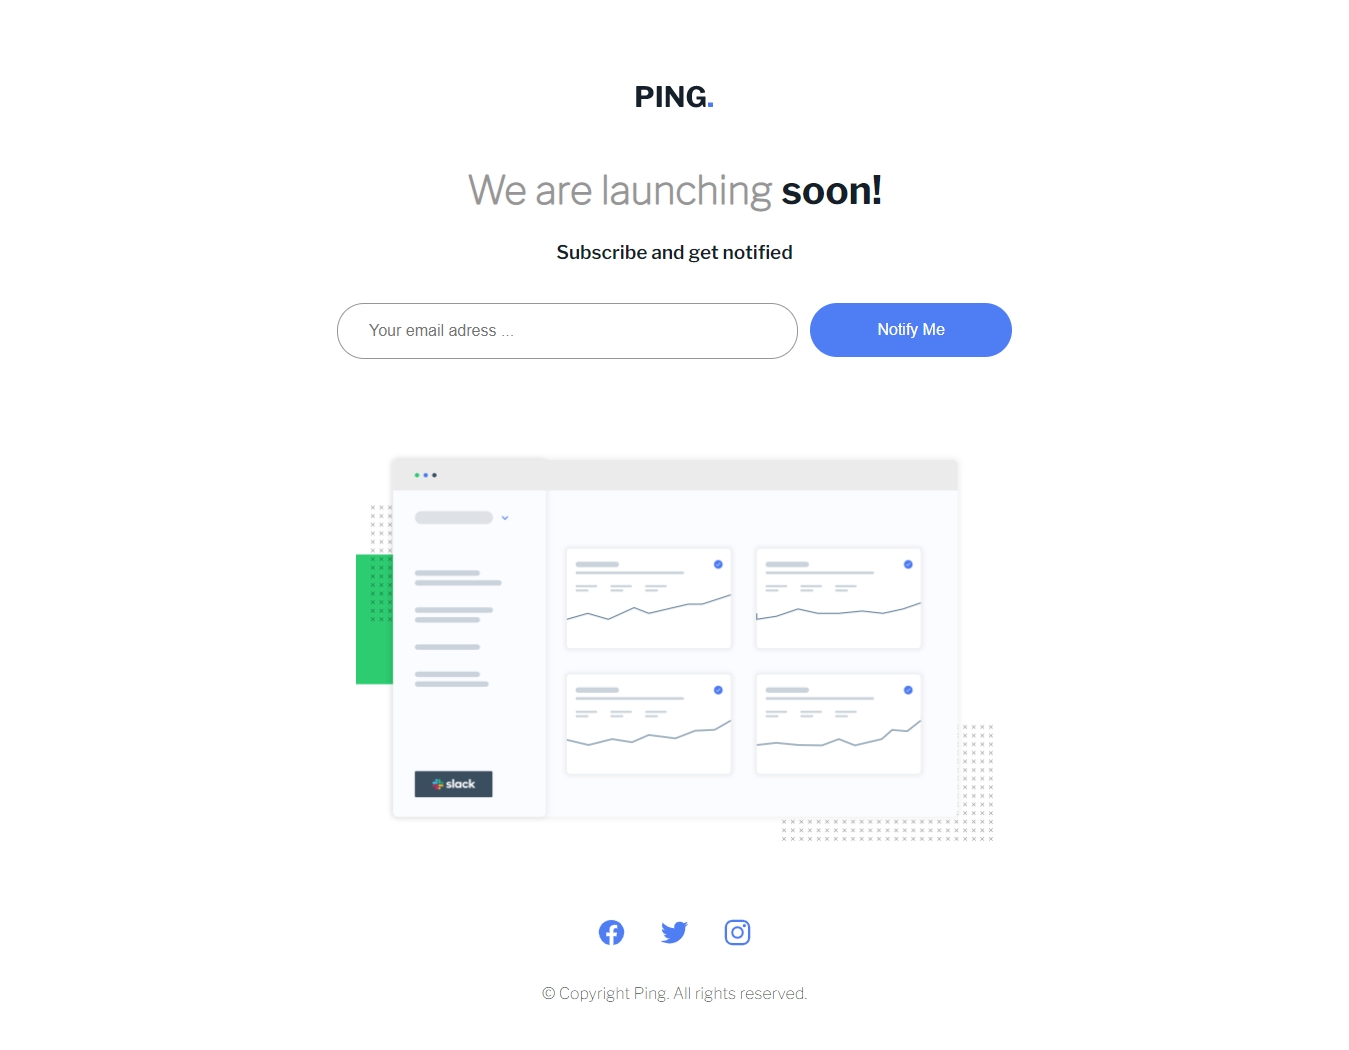 PING.
We are launching soon!
Subscribe and get notified
Your email adress ...
Notify Me
slack
© Copyright Ping. All rights reserved.